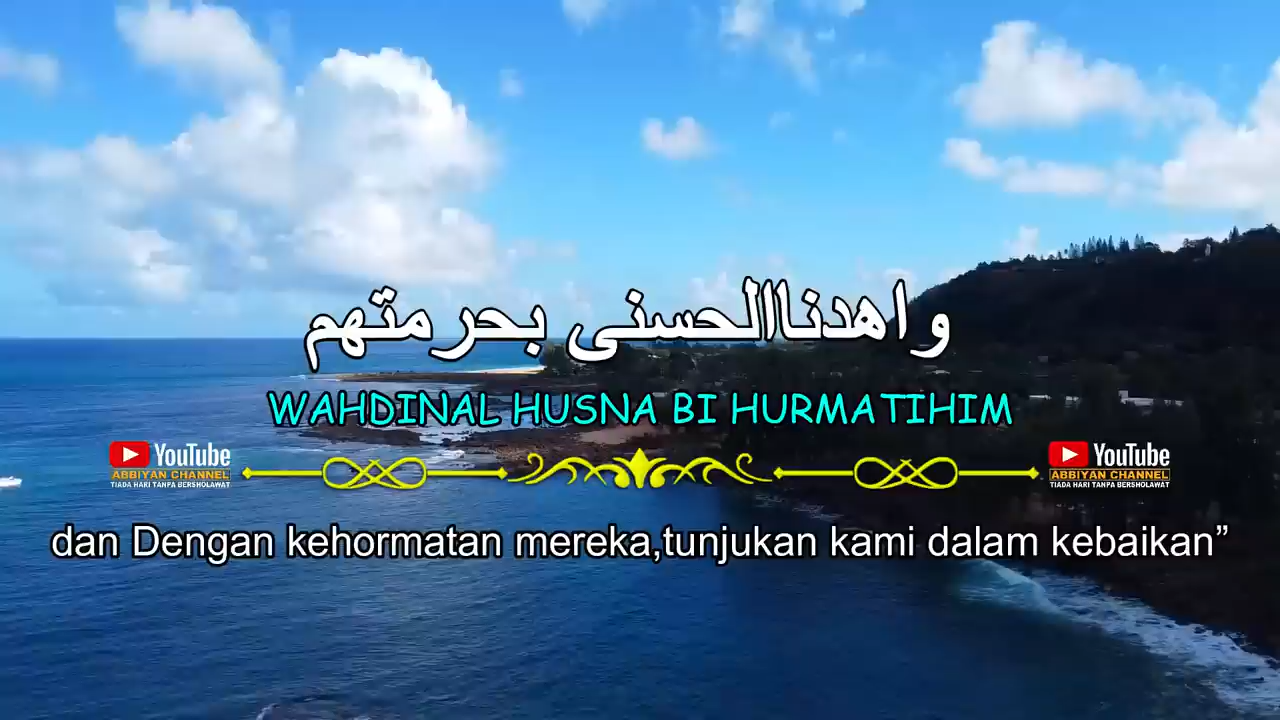 واهدناالحسنى بحرمتهم
WAHDINAL HUSNA BI HURMATIHIM
YouTube
ABBIYAN CHANNEL
TIADA HARI TANPA BERSHOLAWAT
YouTube
ABBIYAN CHANNEL
TIADA HARI TANPA BERSHOLAWAT
dan Dengan kehormatan mereka,tunjukan kami dalam kebaikan”